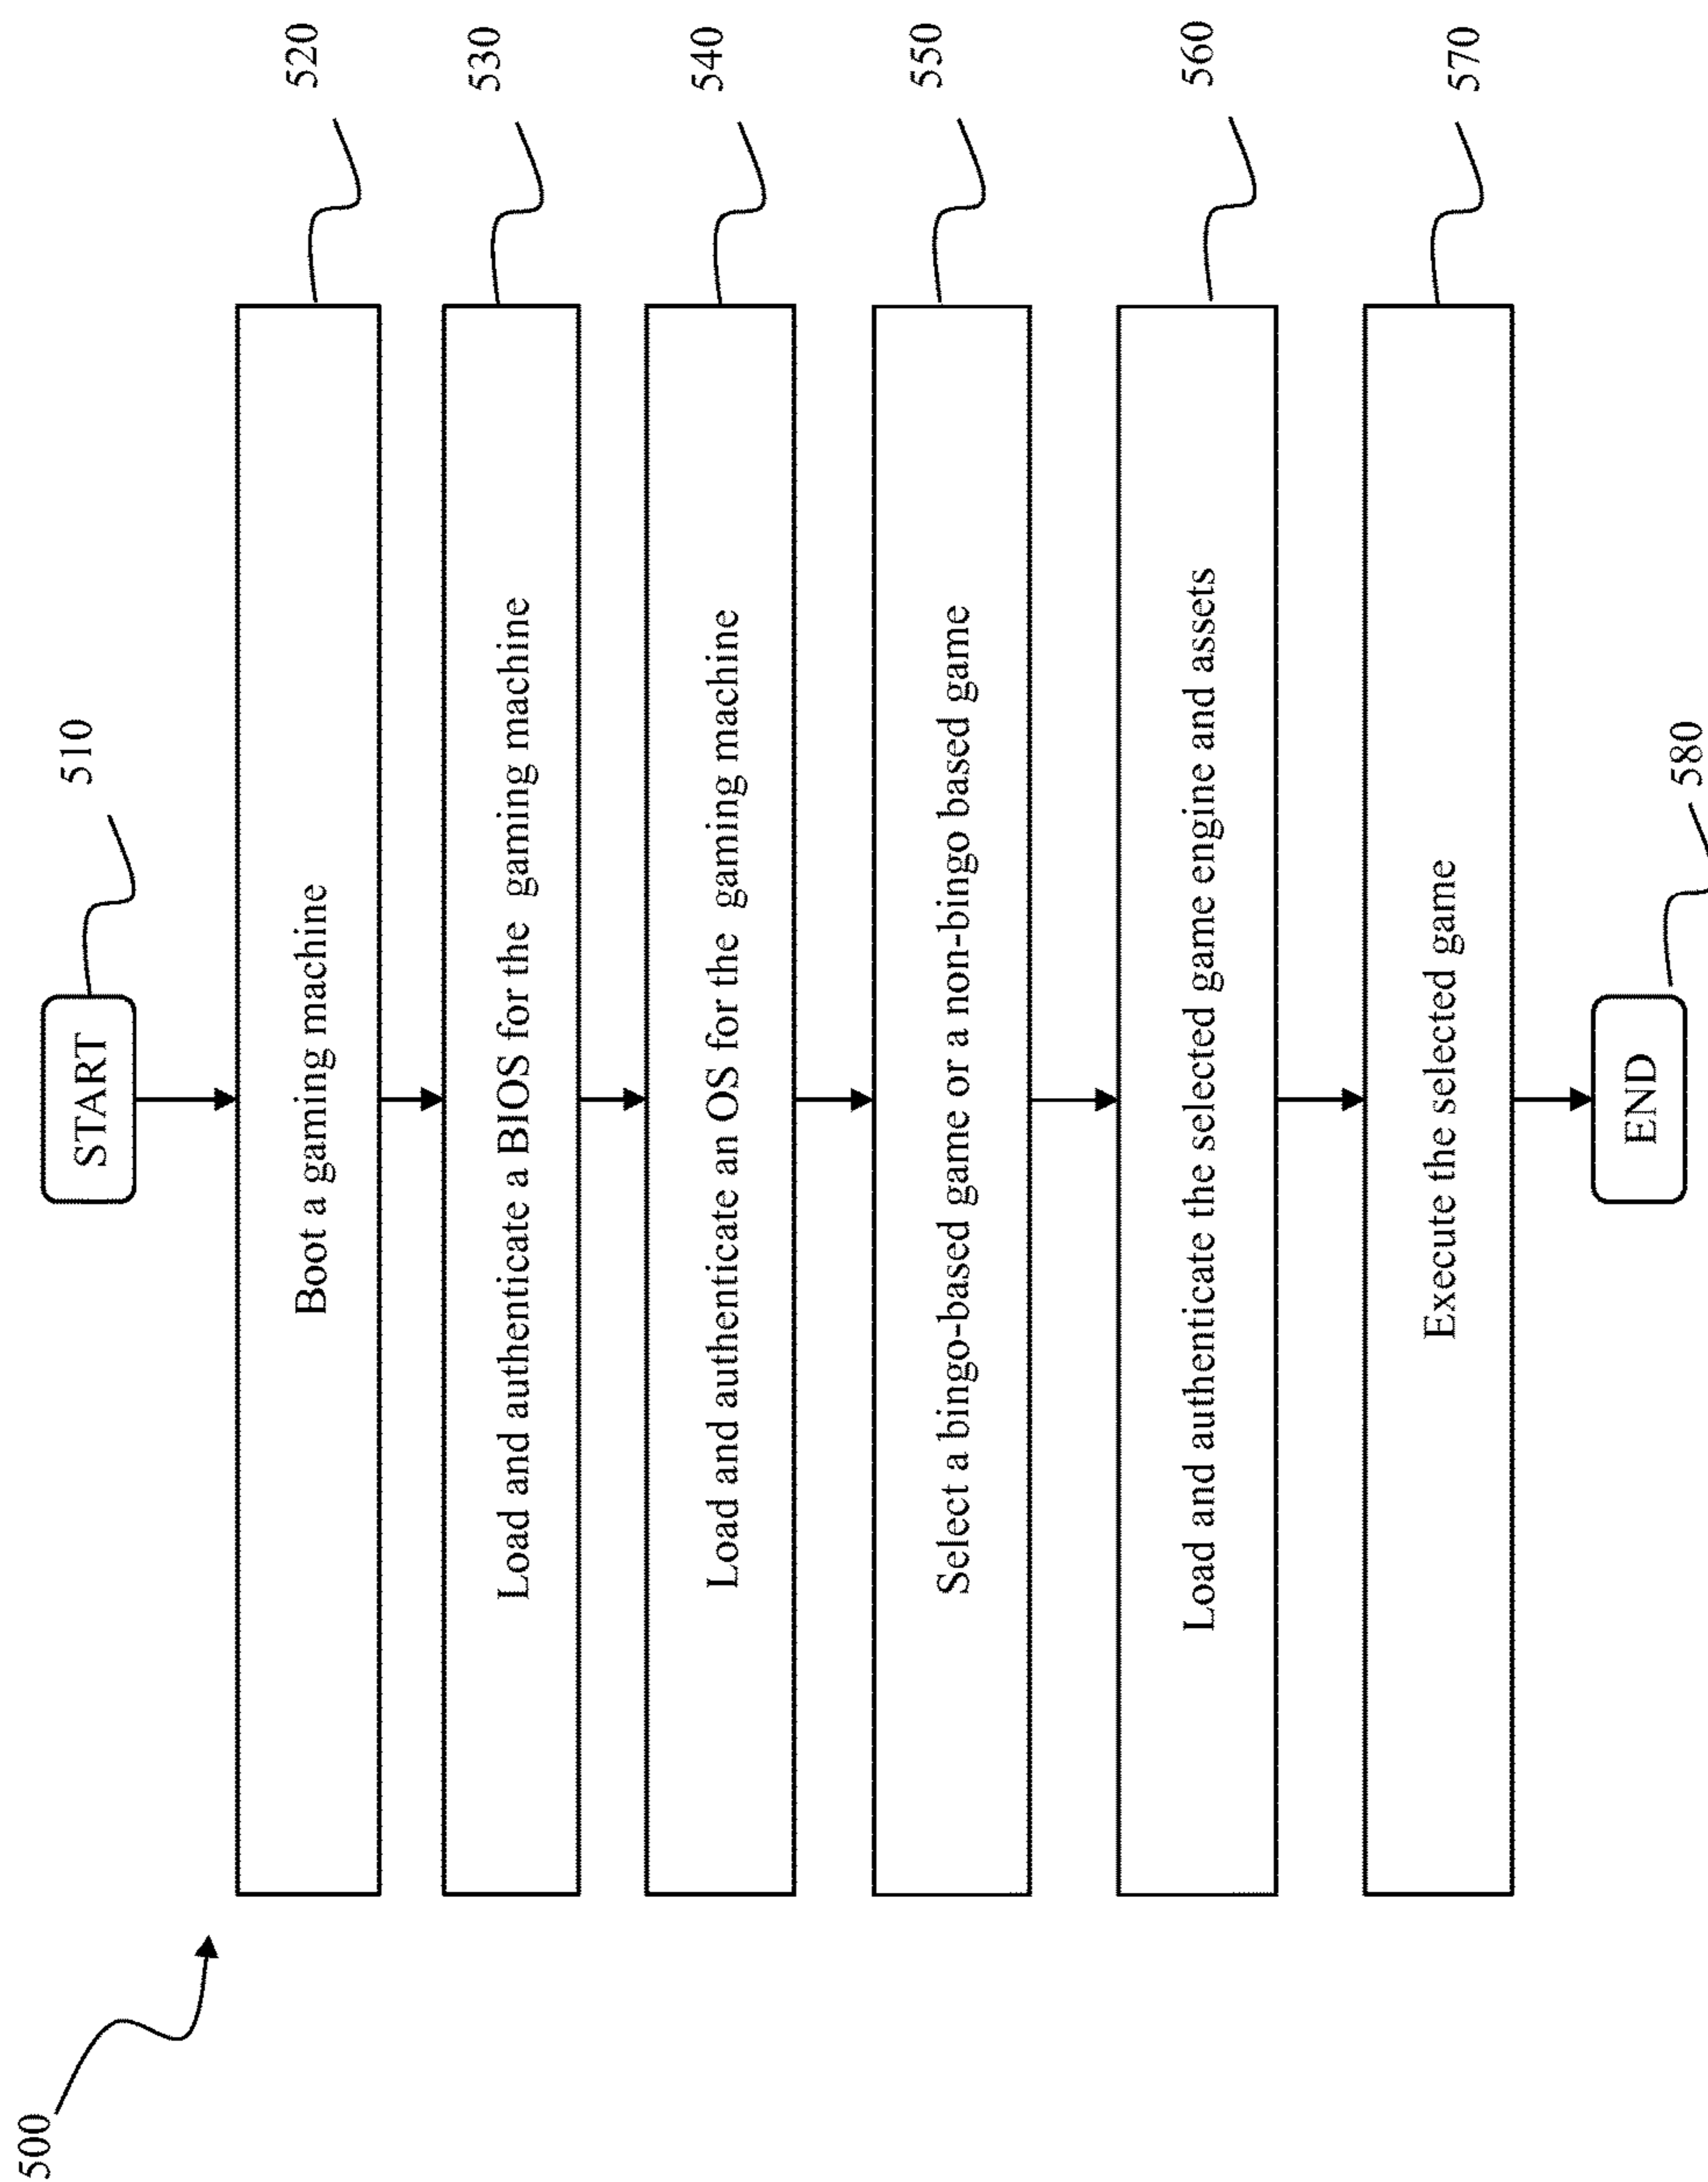 500
START
510
Boot a gaming machine
520
Load and authenticate a BIOS for the gaming machine
530
Load and authenticate an OS for the gaming machine
540
Select a bingo-based game or a non-bingo based game
550
Load and authenticate the selected game engine and assets
560
Execute the selected game
570
END
580